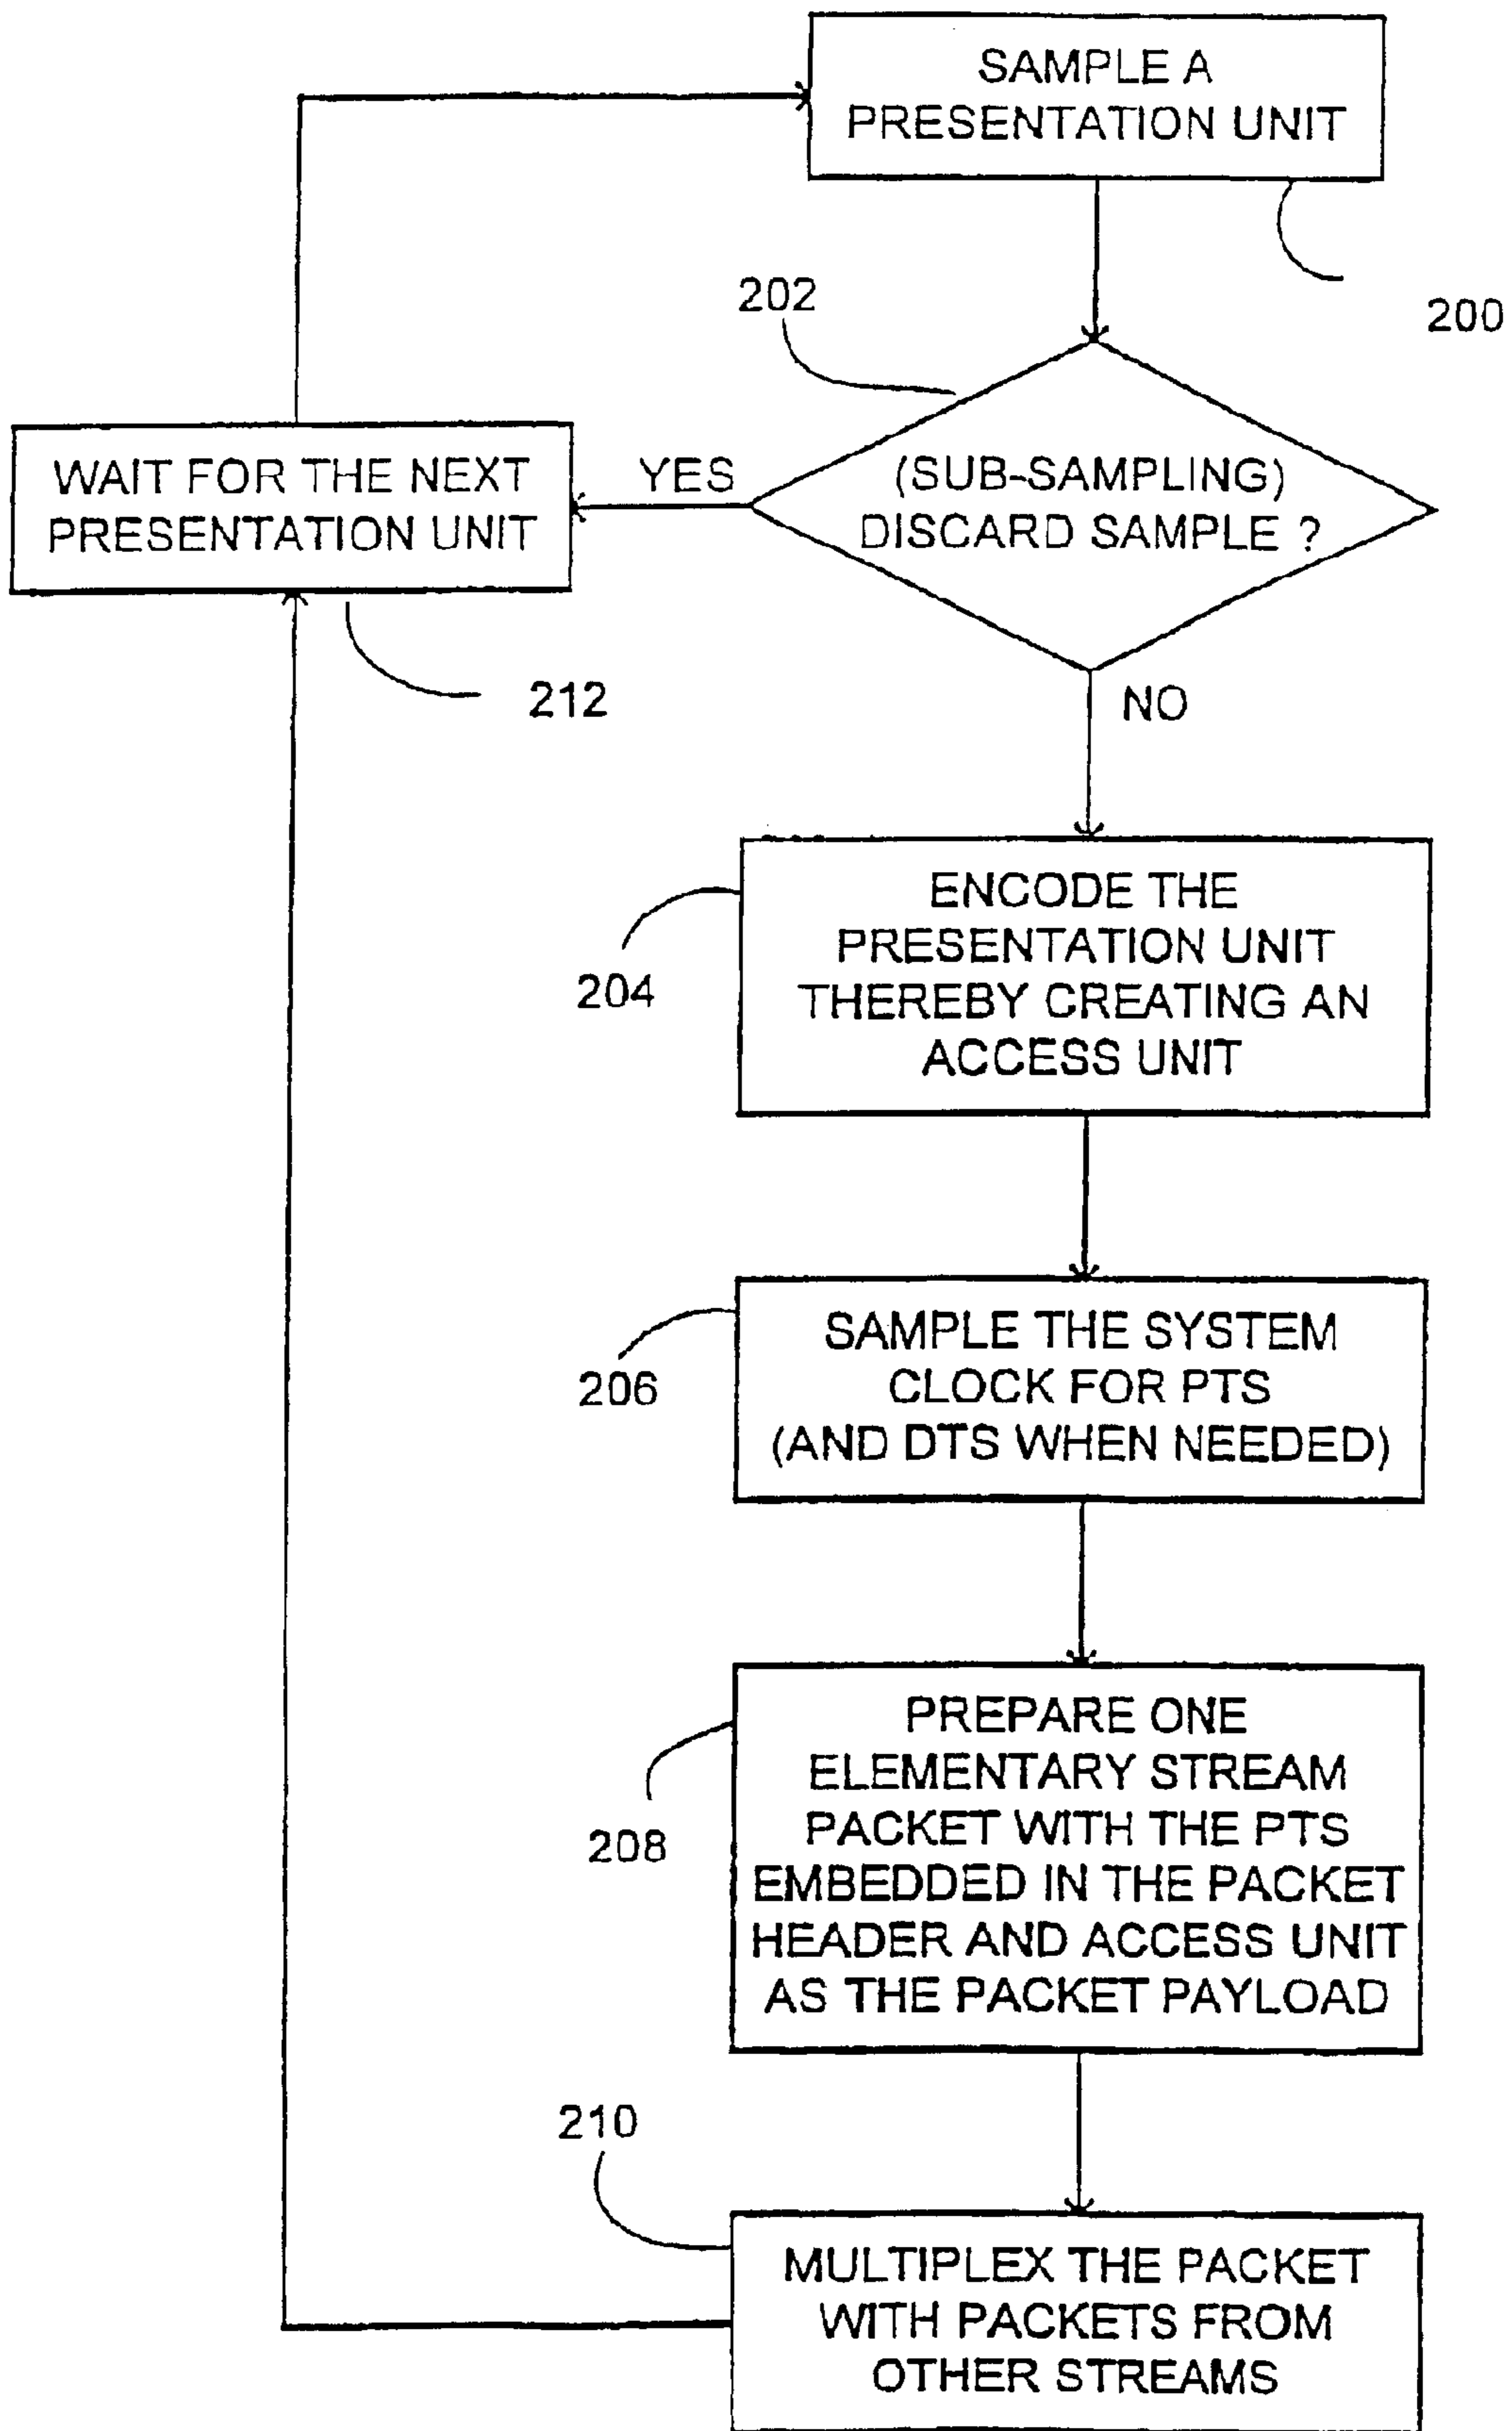 SAMPLE A
PRESENTATION UNIT
200
202
(SUB-SAMPLING)
DISCARD SAMPLE ?
YES
WAIT FOR THE NEXT
PRESENTATION UNIT
212
NO
ENCODE THE
PRESENTATION UNIT
THEREBY CREATING AN
ACCESS UNIT
204
SAMPLE THE SYSTEM
CLOCK FOR PTS
(AND DTS WHEN NEEDED)
206
PREPARE ONE
ELEMENTARY STREAM
PACKET WITH THE PTS
EMBEDDED IN THE PACKET
HEADER AND ACCESS UNIT
AS THE PACKET PAYLOAD
208
210
MULTIPLEX THE PACKET
WITH PACKETS FROM
OTHER STREAMS